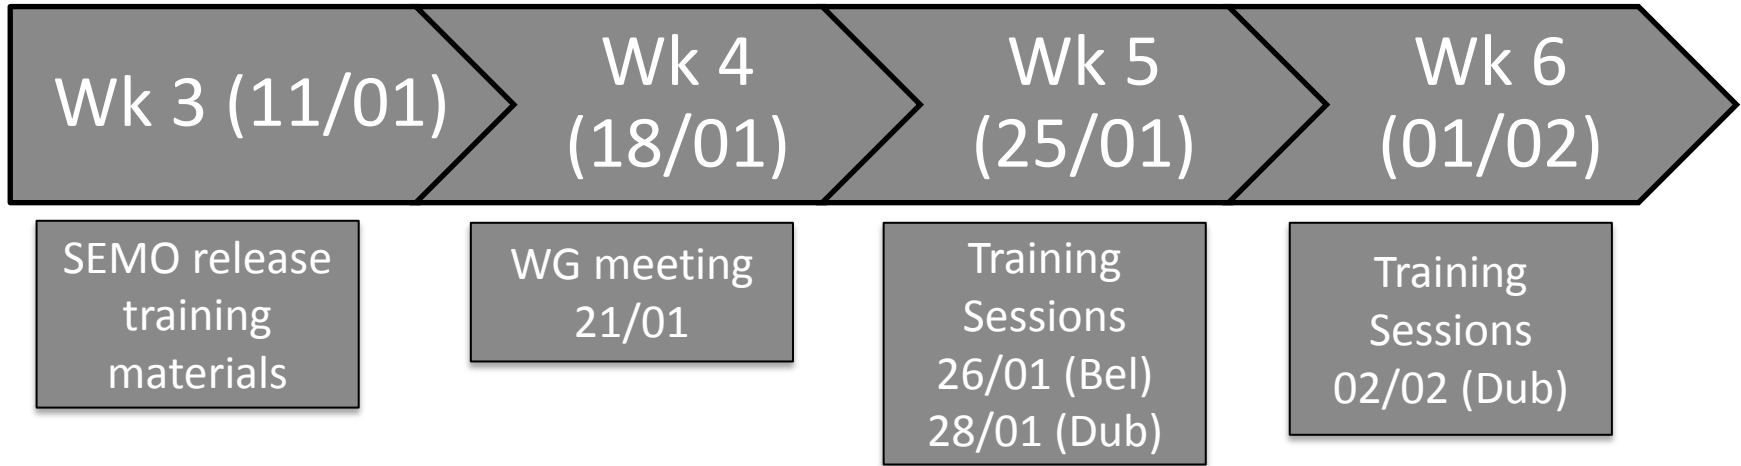 Wk 3 (11/01)
Wk 4
(18/01)
Wk 5
(25/01)
Wk 6
(01/02)
SEMO release
training
materials
WG meeting
21/01
Training
Sessions
26/01 (Bel)
28/01 (Dub)
Training
Sessions
02/02 (Dub)